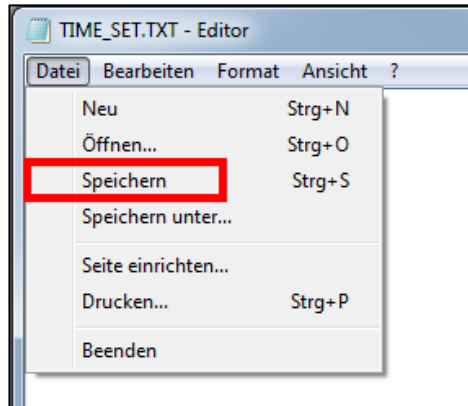 TIME_SET.TXT - Editor
Datei Bearbeiten Format Ansicht ?
Neu Strg+N
Öffnen... Strg+O
Speichern Strg+S
Speichern unter...
Seite einrichten...
Drucken... Strg+P
Beenden